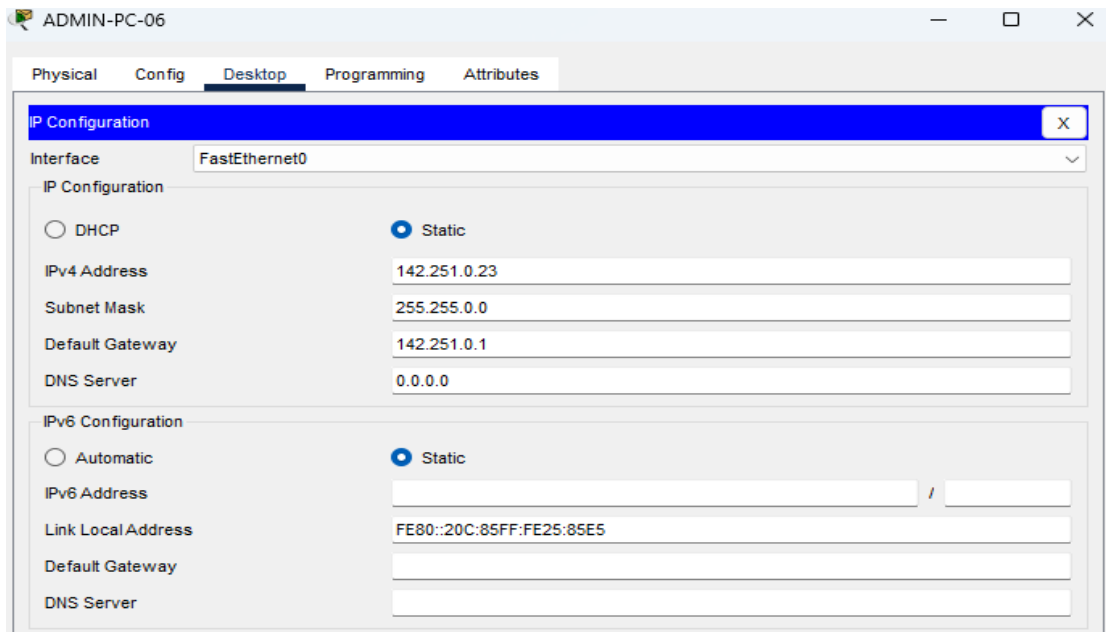 ADMIN-PC-06
Physical Config Desktop Programming Attributes
IP Configuration X
Interface FastEthernet0
IP Configuration
DHCP Static
IPv4 Address 142.251.0.23
Subnet Mask 255.255.0.0
Default Gateway 142.251.0.1
DNS Server 0.0.0.0
IPv6 Configuration
Automatic Static
IPv6 Address /
Link Local Address FE80::20C:85FF:FE25:85E5
Default Gateway
DNS Server